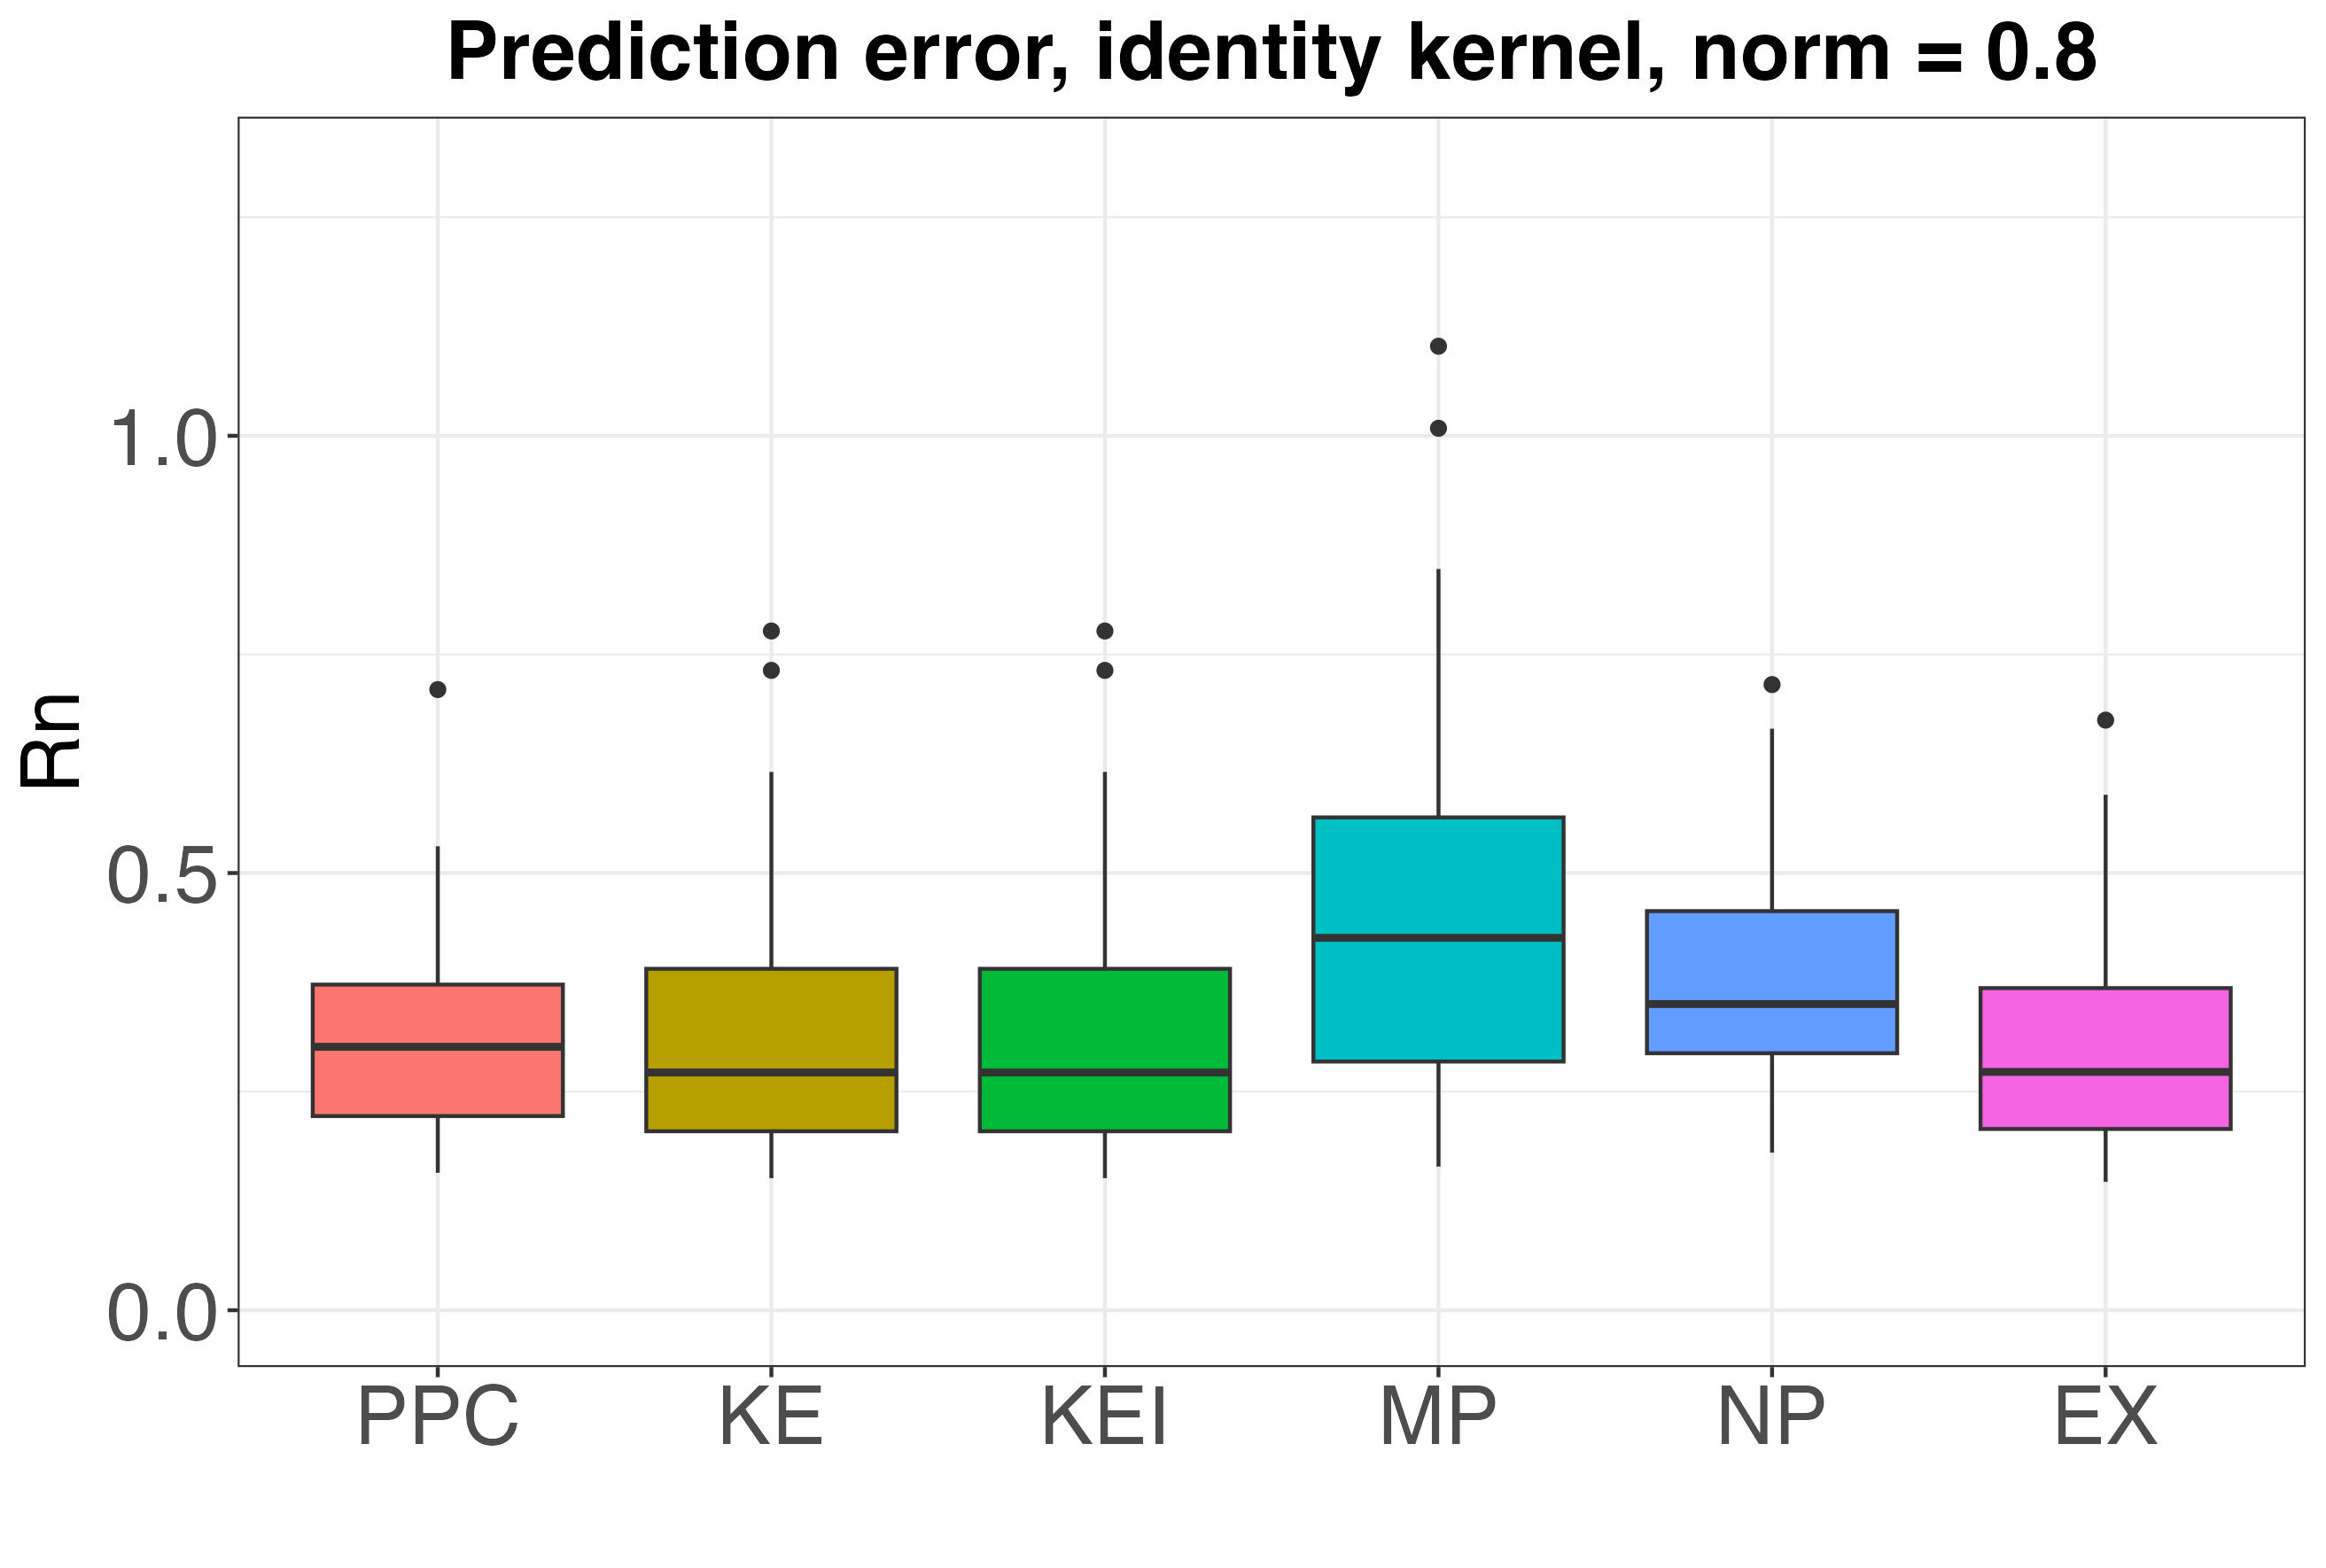 Prediction error, identity kernel, norm = 0.8
Rn
1.0
0.5
0.0
PPC KE KEI MP NP EX